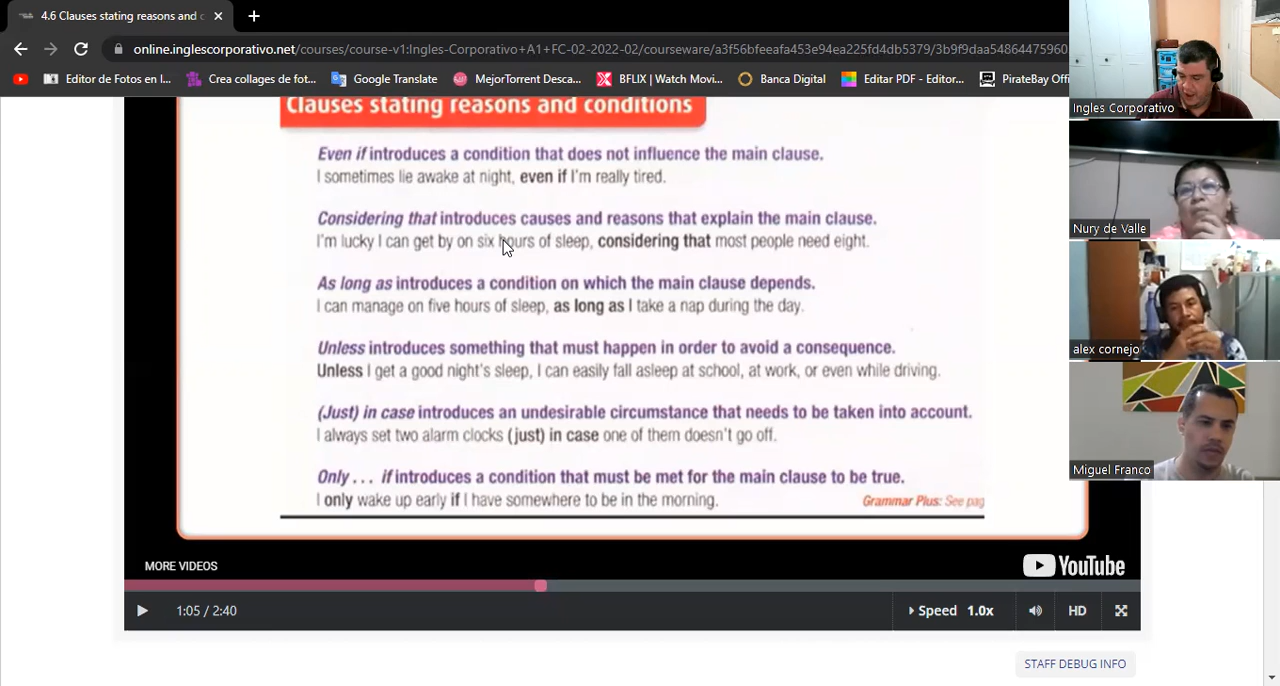 4.6 Clauses stating reasons and c
online.inglescorporativo.net/courses/course-v1:Ingles-Corporativo+A1+FC-02-2022-02/courseware/a3f56bfeeafa453e94ea225fd4db5379/3b9f9daa54864475960
Editor de Fotos en l... Crea collages de fot... Google Translate MejorTorrent Desca... BFLIX | Watch Movi... Banca Digital Editar PDF - Editor... PirateBay Offi
Clauses stating reasons and conditions
Even if introduces a condition that does not influence the main clause.
I sometimes lie awake at night, even if I'm really tired.
Considering that introduces causes and reasons that explain the main clause.
I'm lucky I can get by on six hours of sleep, considering that most people need eight.
As long as introduces a condition on which the main clause depends.
I can manage on five hours of sleep, as long as I take a nap during the day.
Unless introduces something that must happen in order to avoid a consequence.
Unless I get a good night's sleep, I can easily fall asleep at school, at work, or even while driving.
(Just) in case introduces an undesirable circumstance that needs to be taken into account.
I always set two alarm clocks (just) in case one of them doesn't go off.
Only . . . if introduces a condition that must be met for the main clause to be true.
I only wake up early if I have somewhere to be in the morning.
Grammar Plus: See pag
MORE VIDEOS
YouTube
1:05 / 2:40
Speed 1.0x
HD
STAFF DEBUG INFO
Ingles Corporativo
Nury de Valle
alex cornejo
Miguel Franco